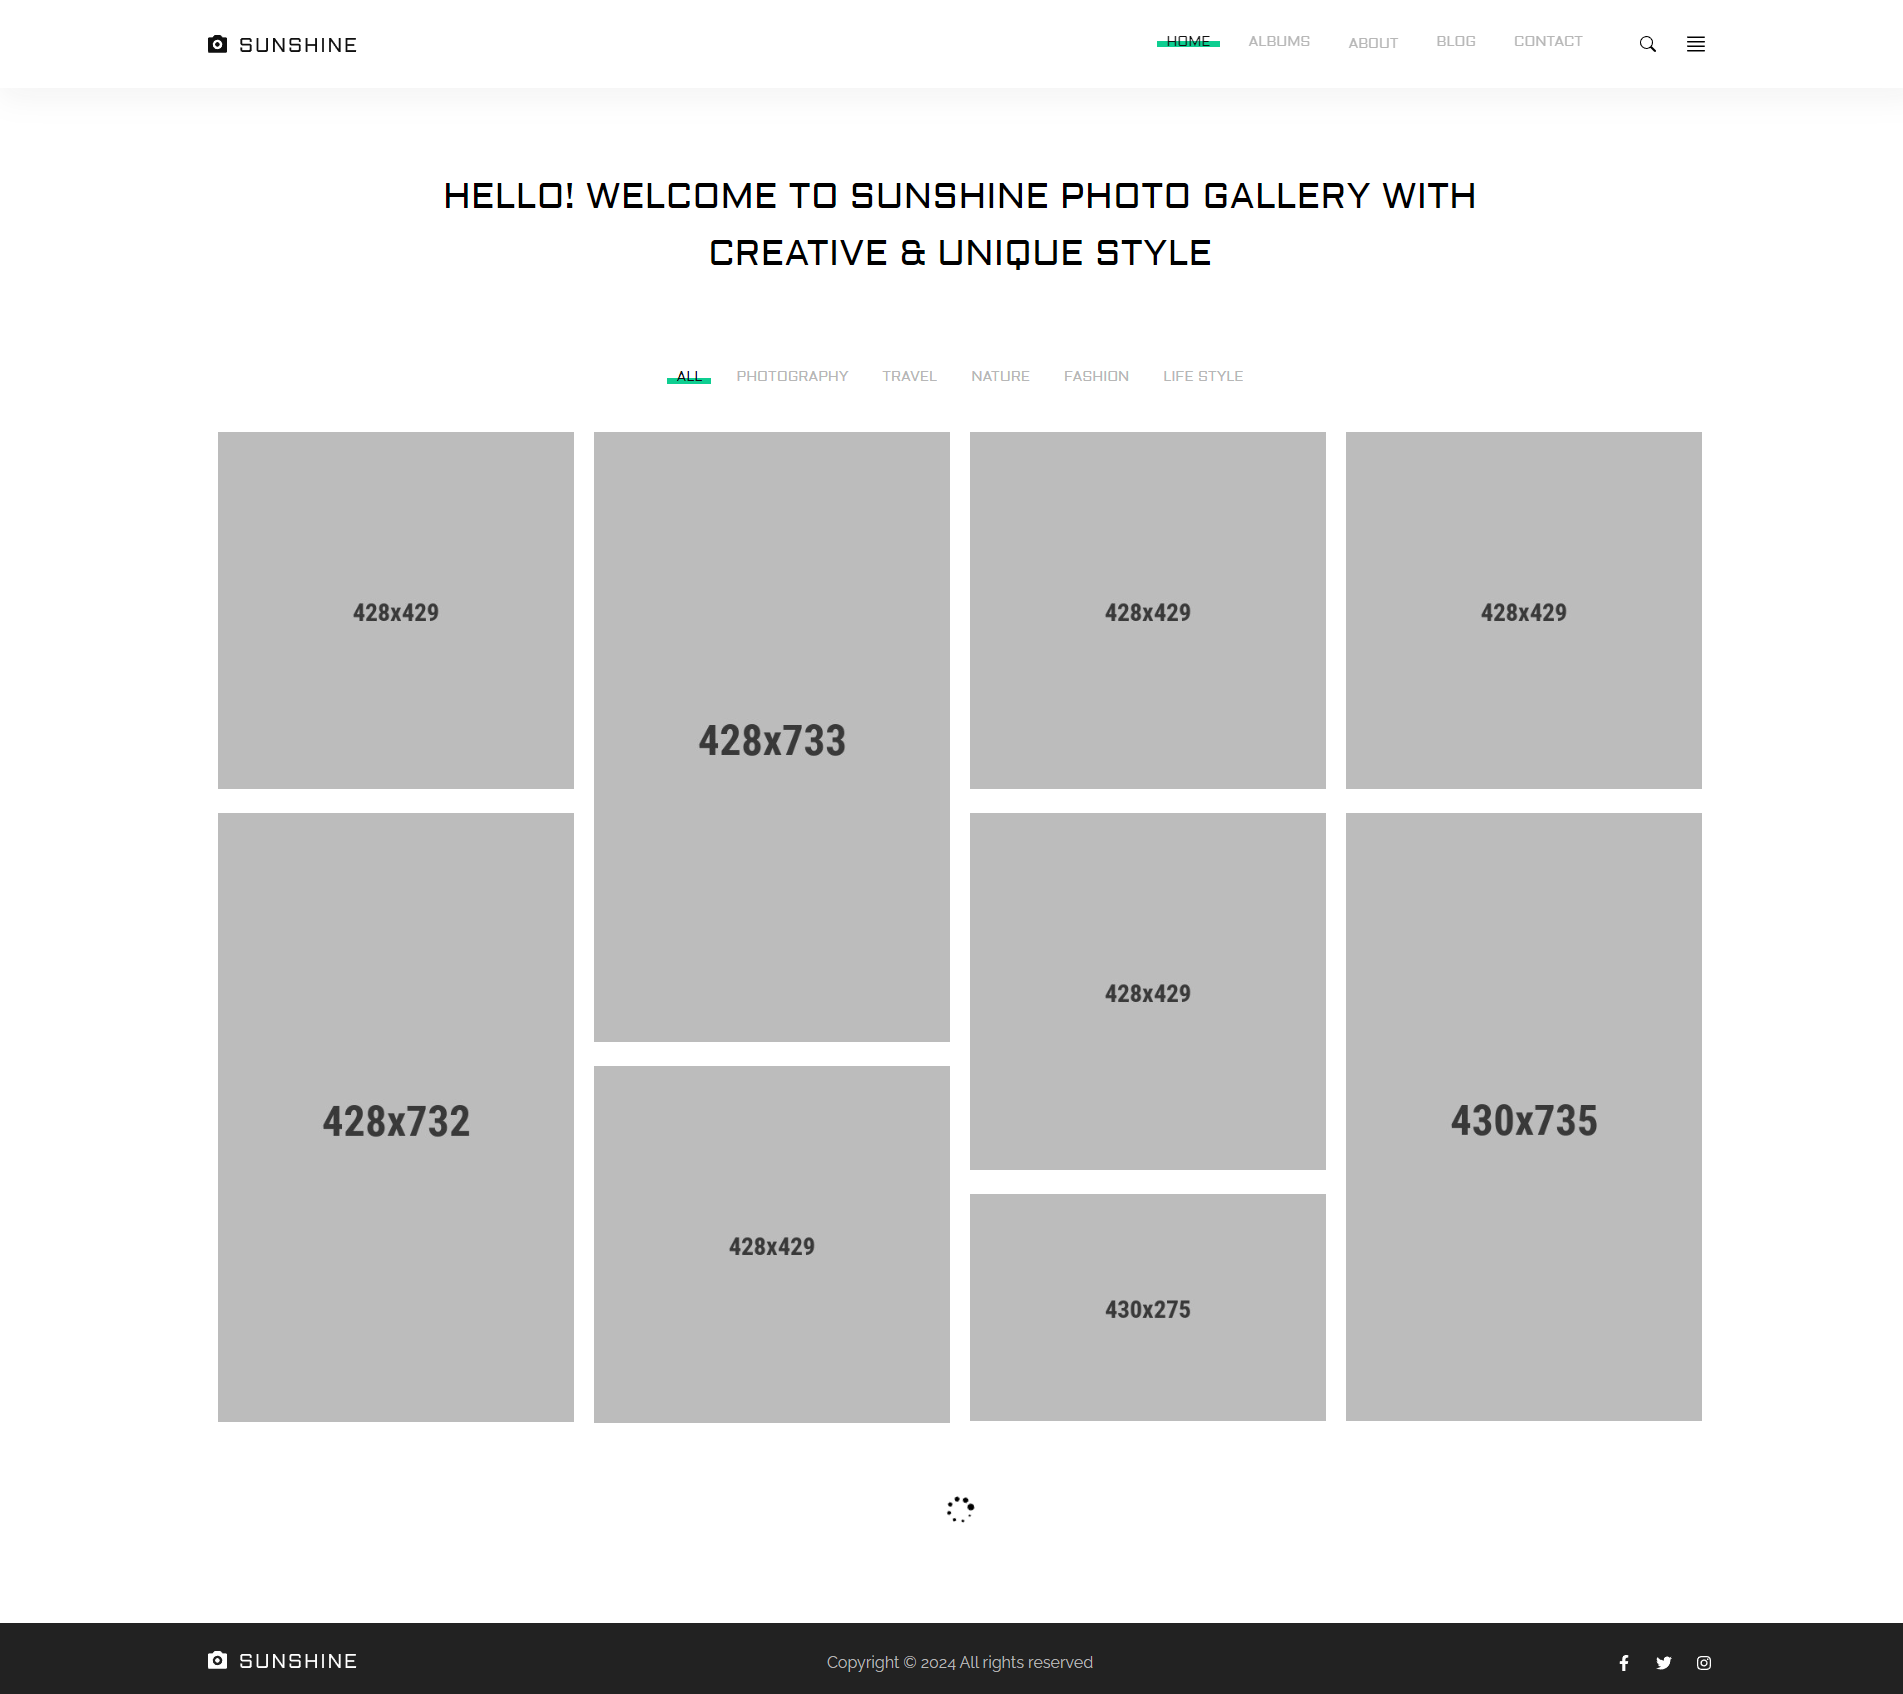 SUNSHINE
HOME ALBUMS ABOUT BLOG CONTACT
HELLO! WELCOME TO SUNSHINE PHOTO GALLERY WITH
CREATIVE & UNIQUE STYLE
ALL PHOTOGRAPHY TRAVEL NATURE FASHION LIFE STYLE
428x429
428x733
428x429
428x429
428x732
428x429
430x735
428x429
430x275
SUNSHINE
Copyright © 2024 All rights reserved